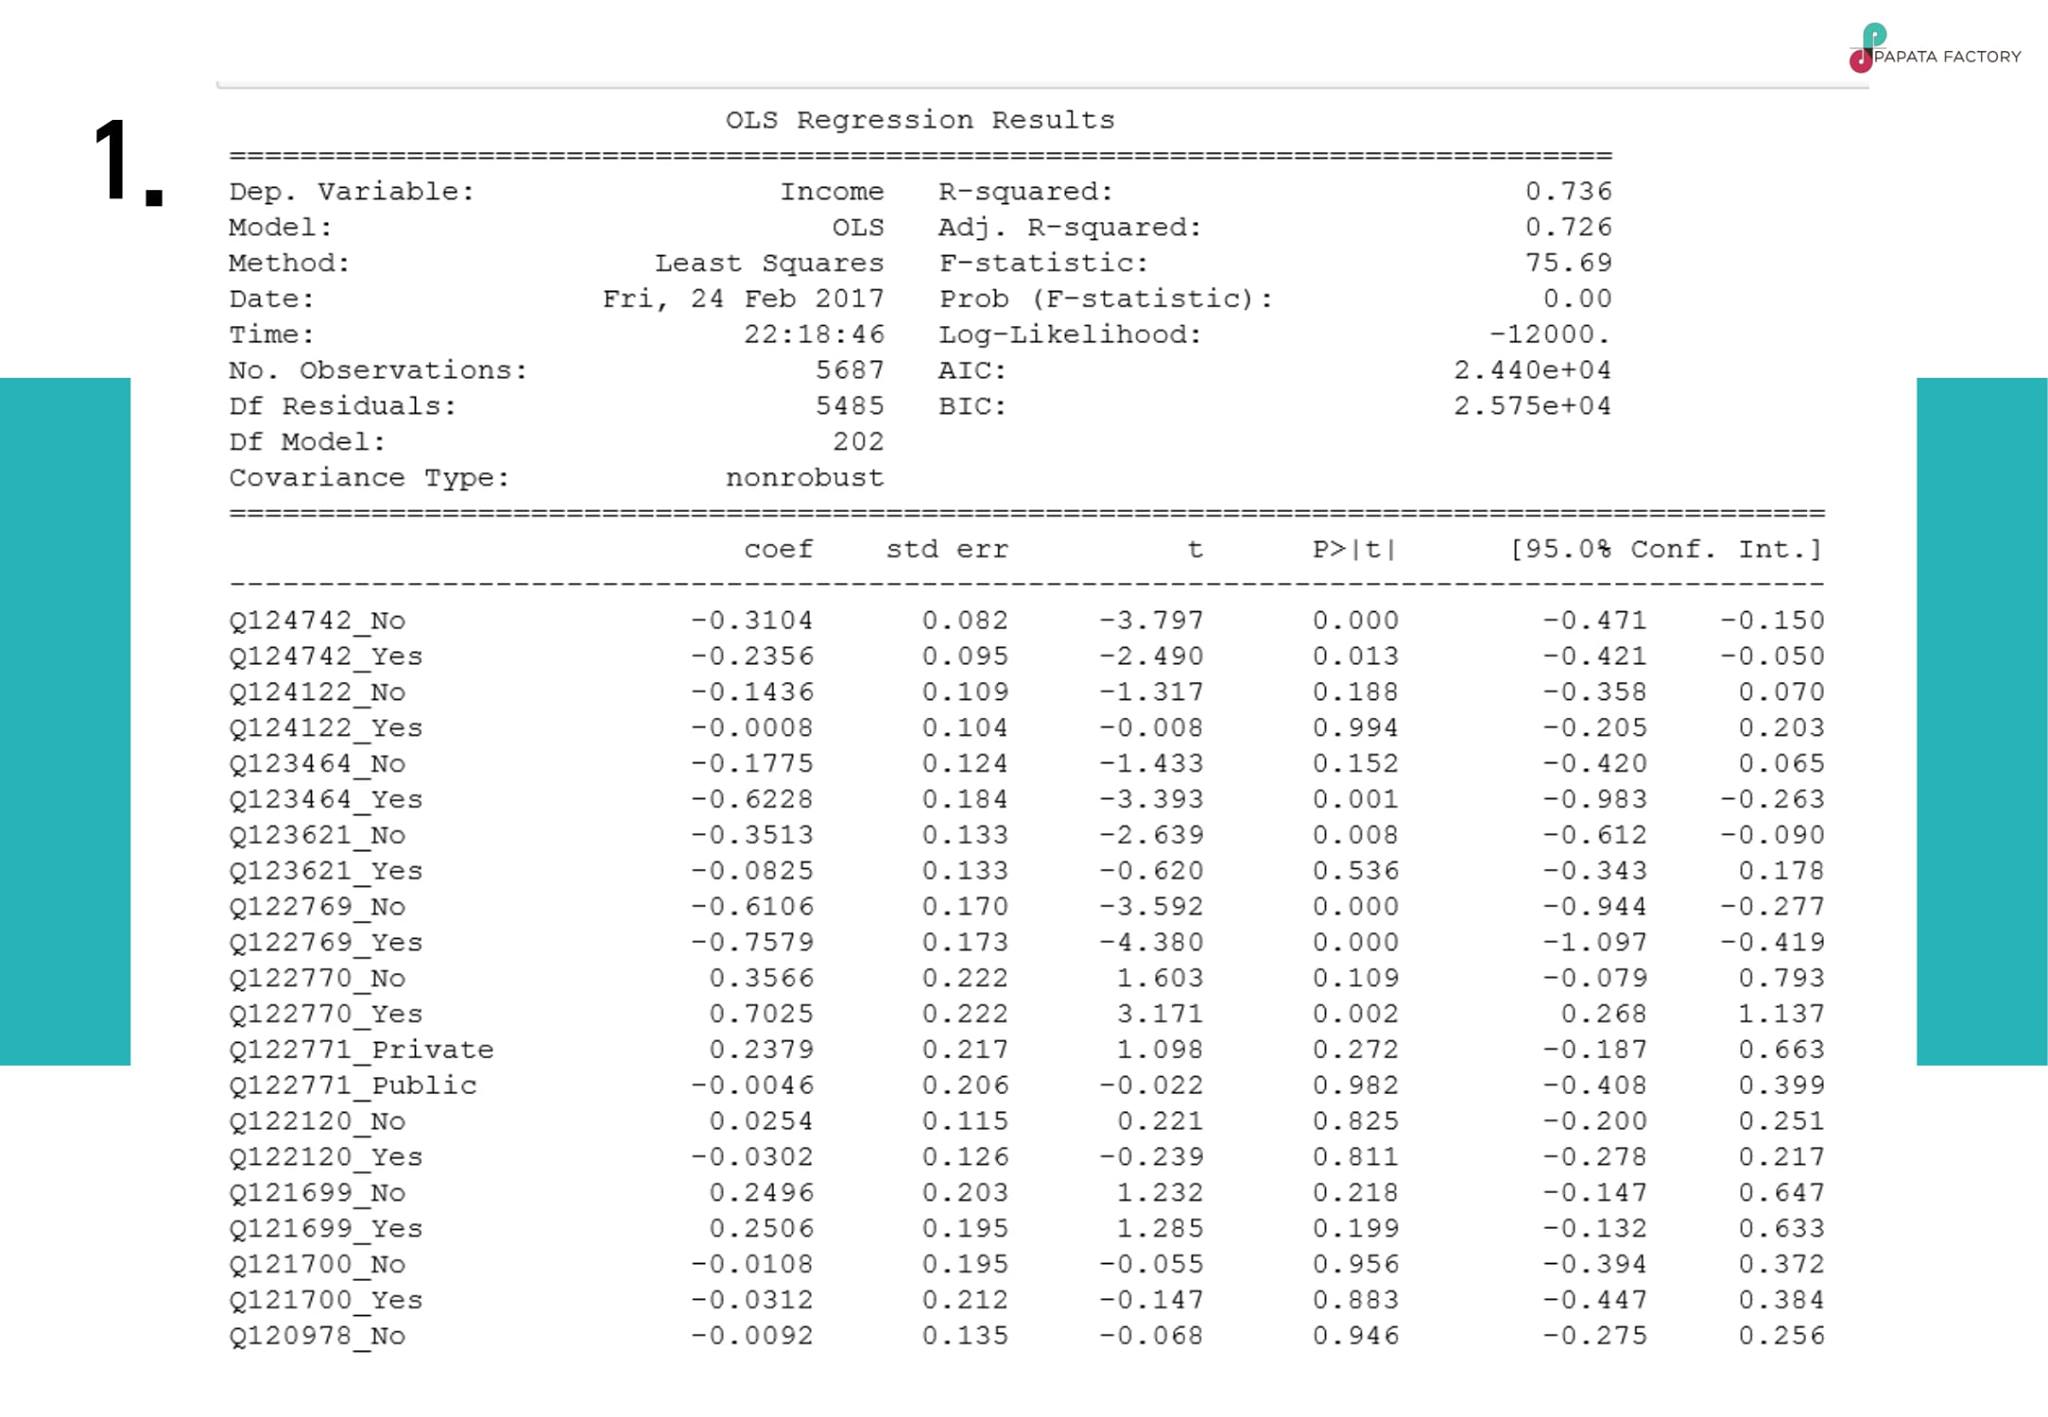 PAPATA FACTORY
1.
OLS Regression Results
==============================================================================
Dep. Variable: Income R-squared: 0.736
Model: OLS Adj. R-squared: 0.726
Method: Least Squares F-statistic: 75.69
Date: Fri, 24 Feb 2017 Prob (F-statistic): 0.00
Time: 22:18:46 Log-Likelihood: -12000.
No. Observations: 5687 AIC: 2.440e+04
Df Residuals: 5485 BIC: 2.575e+04
Df Model: 202
Covariance Type: nonrobust
==========================================================================================
coef std err t P>|t| [95.0% Conf. Int.]
------------------------------------------------------------------------------------------
Q124742_No -0.3104 0.082 -3.797 0.000 -0.471 -0.150
Q124742_Yes -0.2356 0.095 -2.490 0.013 -0.421 -0.050
Q124122_No -0.1436 0.109 -1.317 0.188 -0.358 0.070
Q124122_Yes -0.0008 0.104 -0.008 0.994 -0.205 0.203
Q123464_No -0.1775 0.124 -1.433 0.152 -0.420 0.065
Q123464_Yes -0.6228 0.184 -3.393 0.001 -0.983 -0.263
Q123621_No -0.3513 0.133 -2.639 0.008 -0.612 -0.090
Q123621_Yes -0.0825 0.133 -0.620 0.536 -0.343 0.178
Q122769_No -0.6106 0.170 -3.592 0.000 -0.944 -0.277
Q122769_Yes -0.7579 0.173 -4.380 0.000 -1.097 -0.419
Q122770_No 0.3566 0.222 1.603 0.109 -0.079 0.793
Q122770_Yes 0.7025 0.222 3.171 0.002 0.268 1.137
Q122771_Private 0.2379 0.217 1.098 0.272 -0.187 0.663
Q122771_Public -0.0046 0.206 -0.022 0.982 -0.408 0.399
Q122120_No 0.0254 0.115 0.221 0.825 -0.200 0.251
Q122120_Yes -0.0302 0.126 -0.239 0.811 -0.278 0.217
Q121699_No 0.2496 0.203 1.232 0.218 -0.147 0.647
Q121699_Yes 0.2506 0.195 1.285 0.199 -0.132 0.633
Q121700_No -0.0108 0.195 -0.055 0.956 -0.394 0.372
Q121700_Yes -0.0312 0.212 -0.147 0.883 -0.447 0.384
Q120978_No -0.0092 0.135 -0.068 0.946 -0.275 0.256